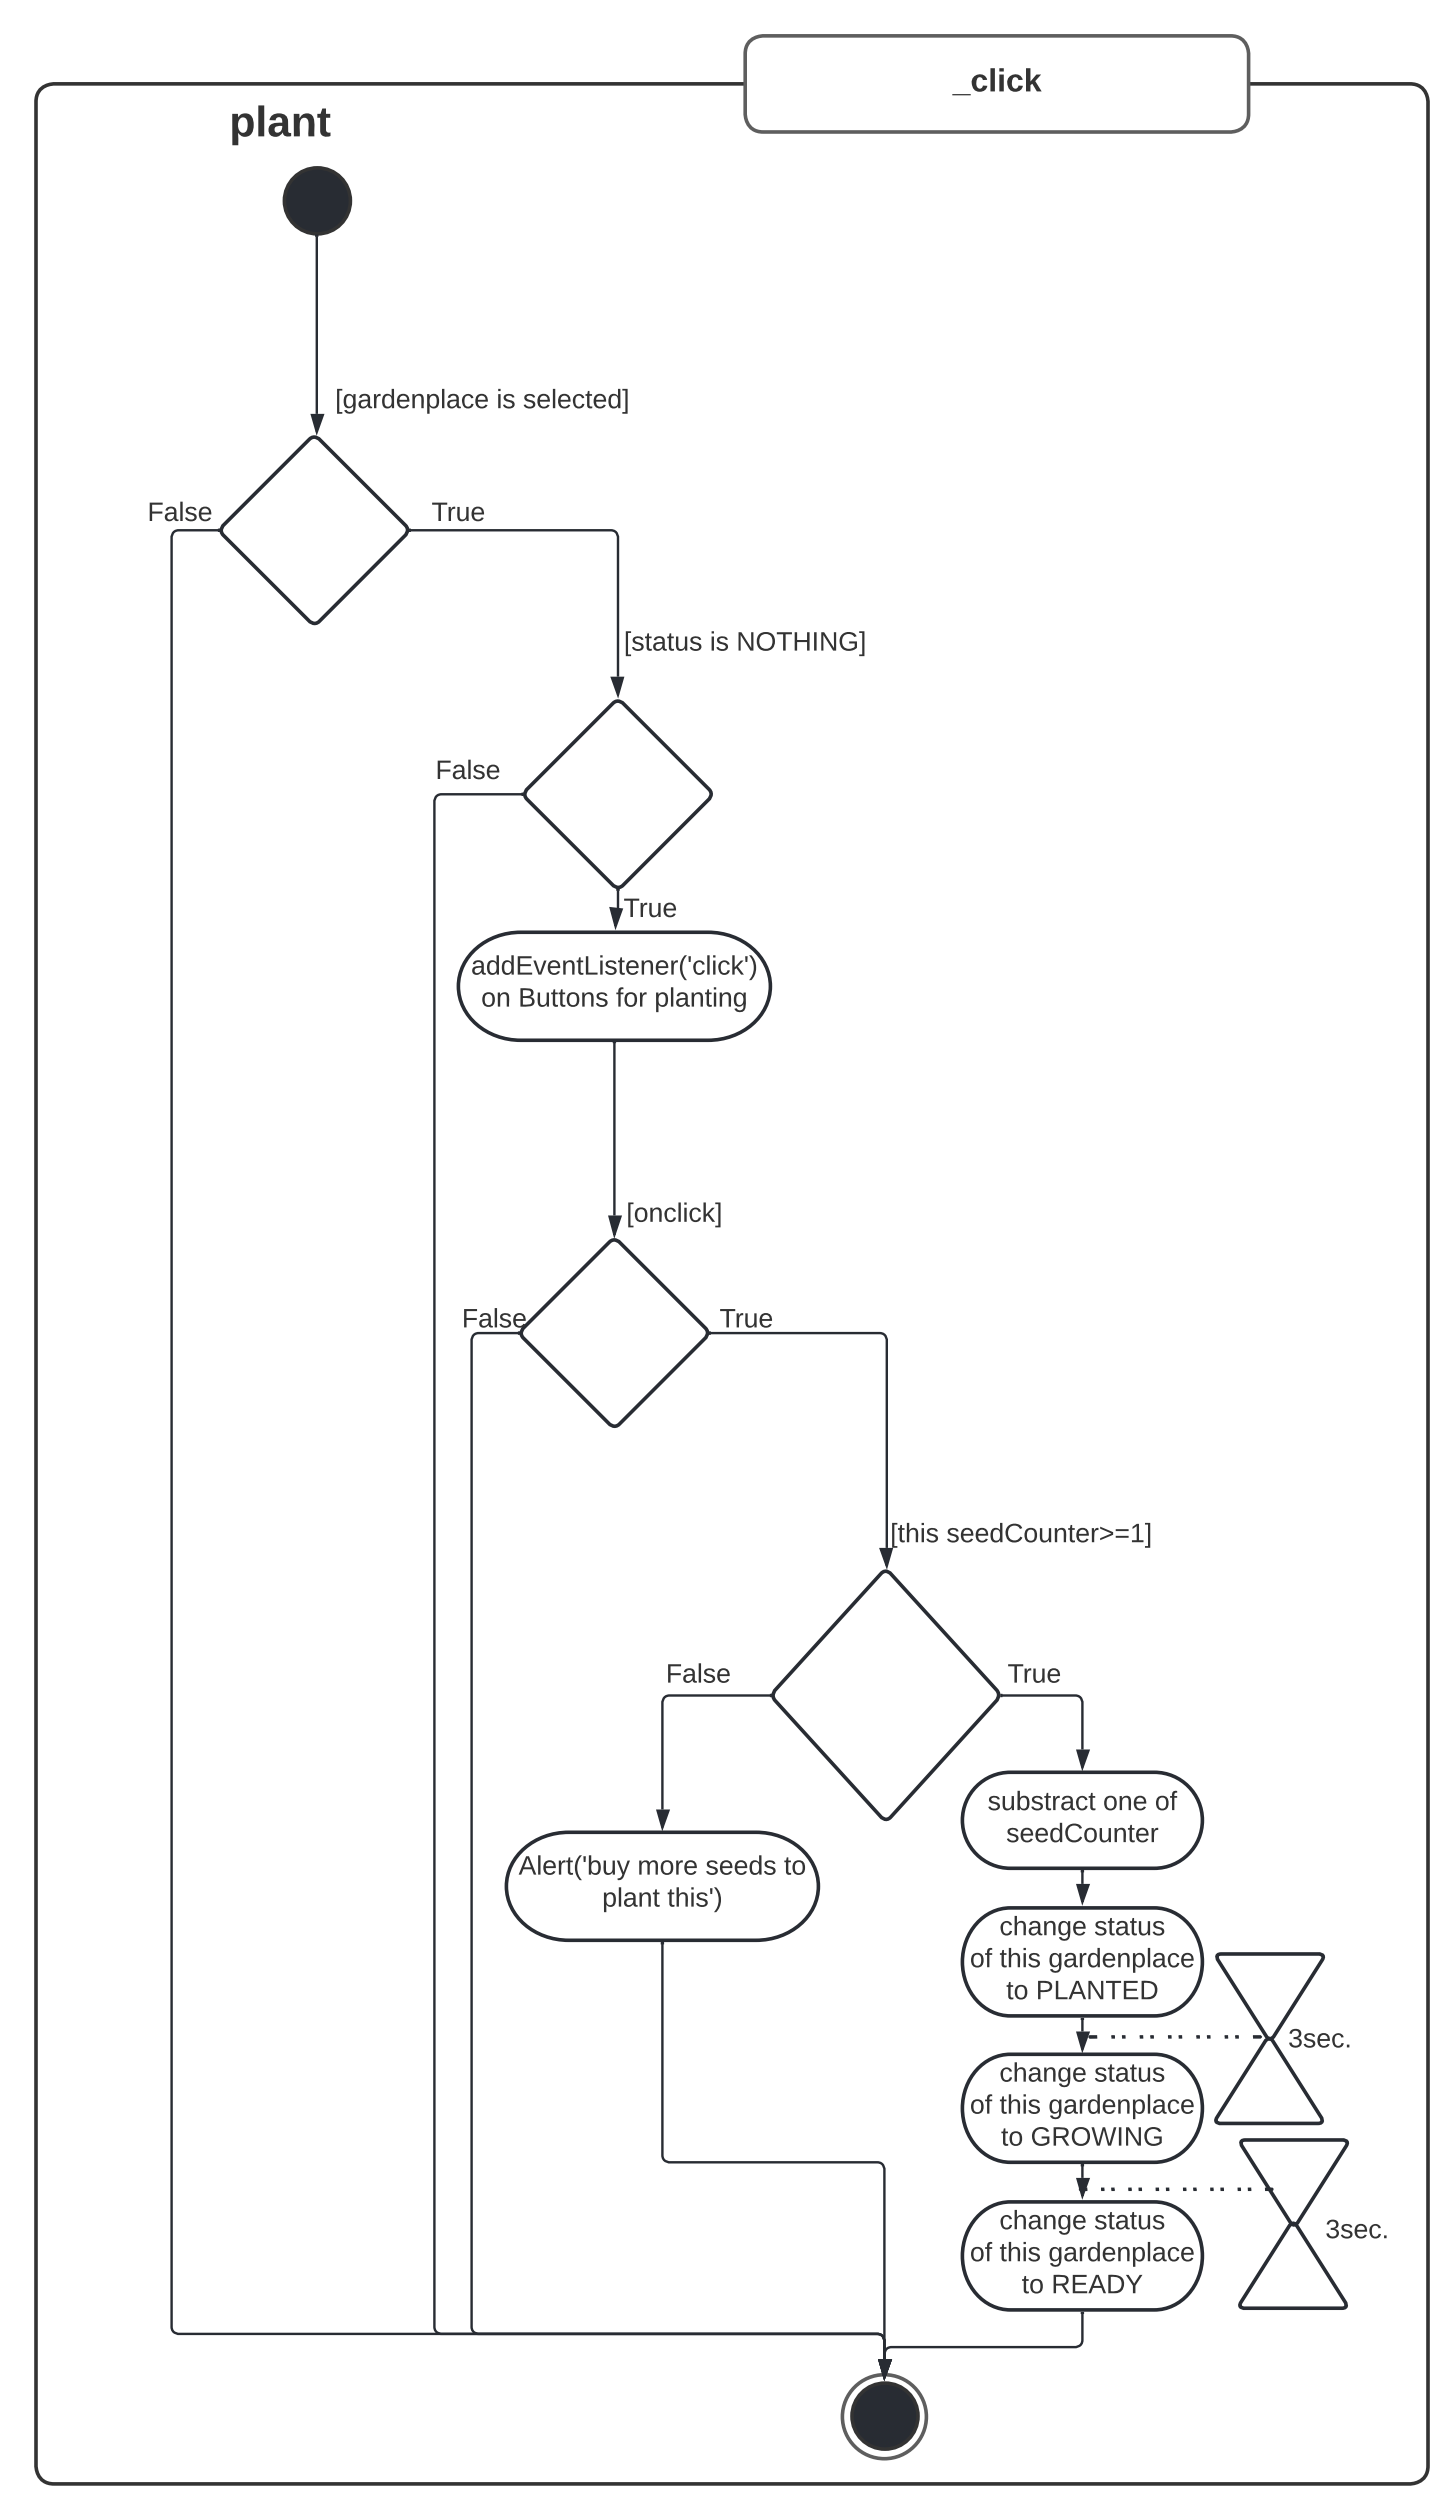 _click
plant
[gardenplace is selected]
False
True
[status is NOTHING]
False
True
addEventListener('click')
on Buttons for planting
[onclick]
False
True
[this seedCounter>=1]
False
True
substract one of
seedCounter
Alert('buy more seeds to
plant this')
change status
of this gardenplace
to PLANTED
3sec.
change status
of this gardenplace
to GROWING
3sec.
change status
of this gardenplace
to READY